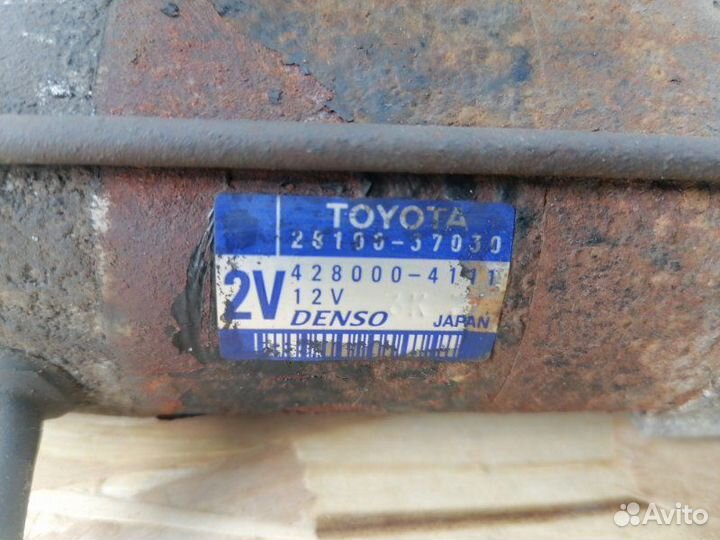 TOYOTA
28100-37030
2V
428000-4111
12V
DENSO
JAPAN
Avito